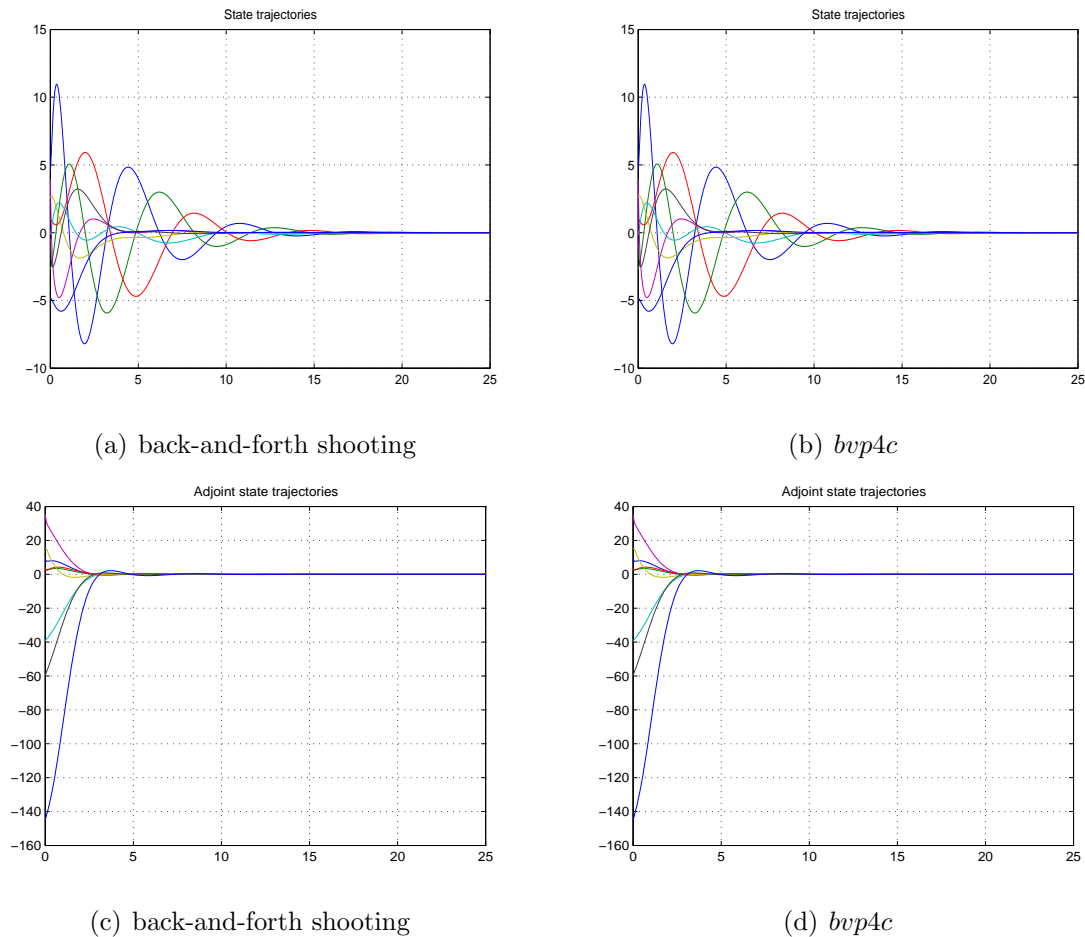 State trajectories
15
10
5
0
−5
−10
0 5 10 15 20 25
(a) back-and-forth shooting
State trajectories
15
10
5
0
−5
−10
0 5 10 15 20 25
(b) bvp4c
Adjoint state trajectories
40
20
0
−20
−40
−60
−80
−100
−120
−140
−160
0 5 10 15 20 25
(c) back-and-forth shooting
Adjoint state trajectories
40
20
0
−20
−40
−60
−80
−100
−120
−140
−160
0 5 10 15 20 25
(d) bvp4c